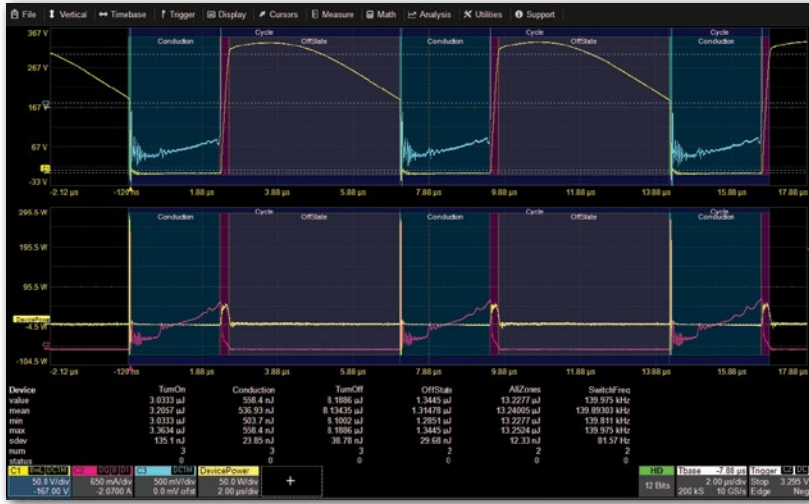 File Vertical Timebase Trigger Display Cursors Measure Math Analysis Utilities Support
367 V
Cycle Cycle Cycle
Conduction OffState Conduction OffState Conduction
267 V
167 V
67 V
-33 V
-2.12 µs -120 ns 1.88 µs 3.88 µs 5.88 µs 7.88 µs 9.88 µs 11.88 µs 13.88 µs 15.88 µs 17.88 µs
295.5 W
Cycle Cycle Cycle
Conduction OffState Conduction OffState Conduction
195.5 W
95.5 W
DevicePower
-4.5 W
-104.5 W
-2.12 µs -120 ns 1.88 µs 3.88 µs 5.88 µs 7.88 µs 9.88 µs 11.88 µs 13.88 µs 15.88 µs 17.88 µs
Device TurnOn Conduction TurnOff OffState AllZones SwitchFreq
value 3.0333 µJ 558.4 nJ 8.1886 µJ 1.3445 µJ 13.2277 µJ 139.975 kHz
mean 3.2057 µJ 536.93 nJ 8.13435 µJ 1.31478 µJ 13.24005 µJ 139.89303 kHz
min 3.0333 µJ 503.7 nJ 8.1002 µJ 1.2851 µJ 13.2277 µJ 139.811 kHz
max 3.3634 µJ 558.4 nJ 8.1886 µJ 1.3445 µJ 13.2524 µJ 139.975 kHz
sdev 135.1 nJ 23.85 nJ 38.78 nJ 29.68 nJ 12.33 nJ 81.57 Hz
num 3 3 3 2 2 2
status
C1 BwL DC1M C2 C3 DC1M DevicePower HD Tbase -7.88 µs Trigger C2 DC
50.0 V/div 650 mA/div 500 mV/div 50.0 W/div + 12 Bits 2.00 µs/div Stop
-167.00 V -2.0700 A 0.0 mV ofst 2.00 µs/div 200 kS 10 GS/s Edge